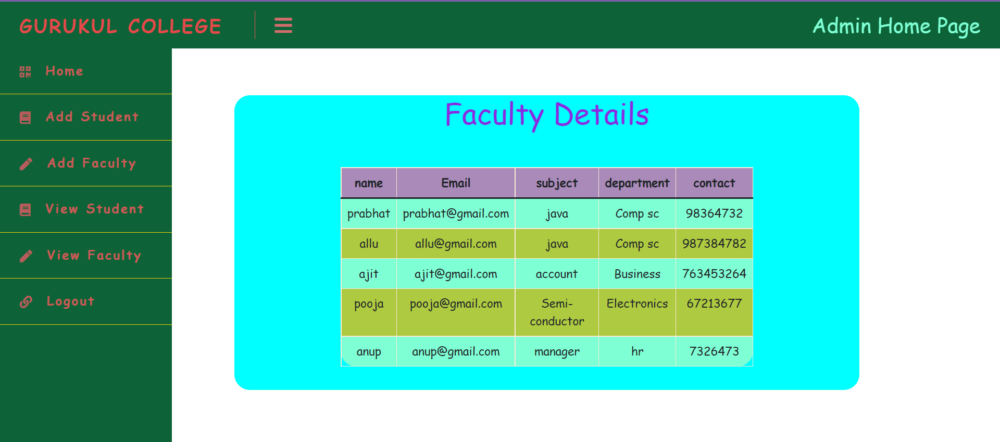 GURUKUL COLLEGE
Admin Home Page
Home
Add Student
Add Faculty
View Student
View Faculty
Logout
Faculty Details
name Email subject department contact
prabhat prabhat@gmail.com java Comp sc 98364732
allu allu@gmail.com java Comp sc 987384782
ajit ajit@gmail.com account Business 763453264
pooja pooja@gmail.com Semi- Electronics 67213677
conductor
anup anup@gmail.com manager hr 7326473